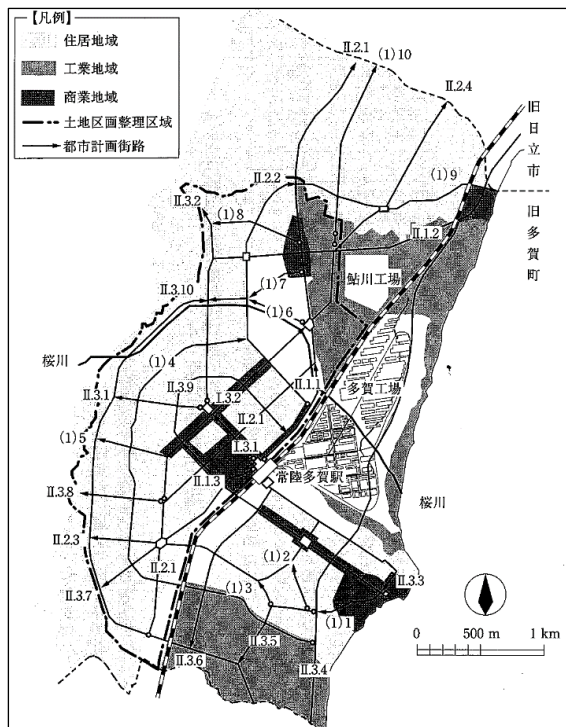 【凡例】
住居地域
工業地域
商業地域
土地区画整理区域
都市計画街路
II.2.1
(1)10
II.2.4
旧日立市
旧多賀町
(1)9
II.2.2
II.3.2
(1)8
II.1.2
鮎川工場
(1)7
II.3.10
(1)6
桜川
(1)4
II.3.9
II.1.1
多賀工場
I.3.2
II.3.1
II.2.1
(1)5
I.3.1
常陸多賀駅
II.1.3
桜川
II.3.8
II.2.3
(1)2
II.2.1
(1)3
II.3.3
II.3.7
(1)1
II.3.5
II.3.6
II.3.4
0
500 m
1 km